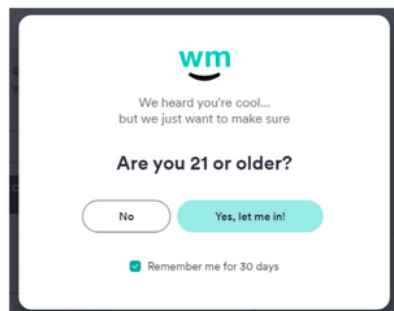 wm
We heard you're cool...
but we just want to make sure
Are you 21 or older?
No
Yes, let me in!
Remember me for 30 days